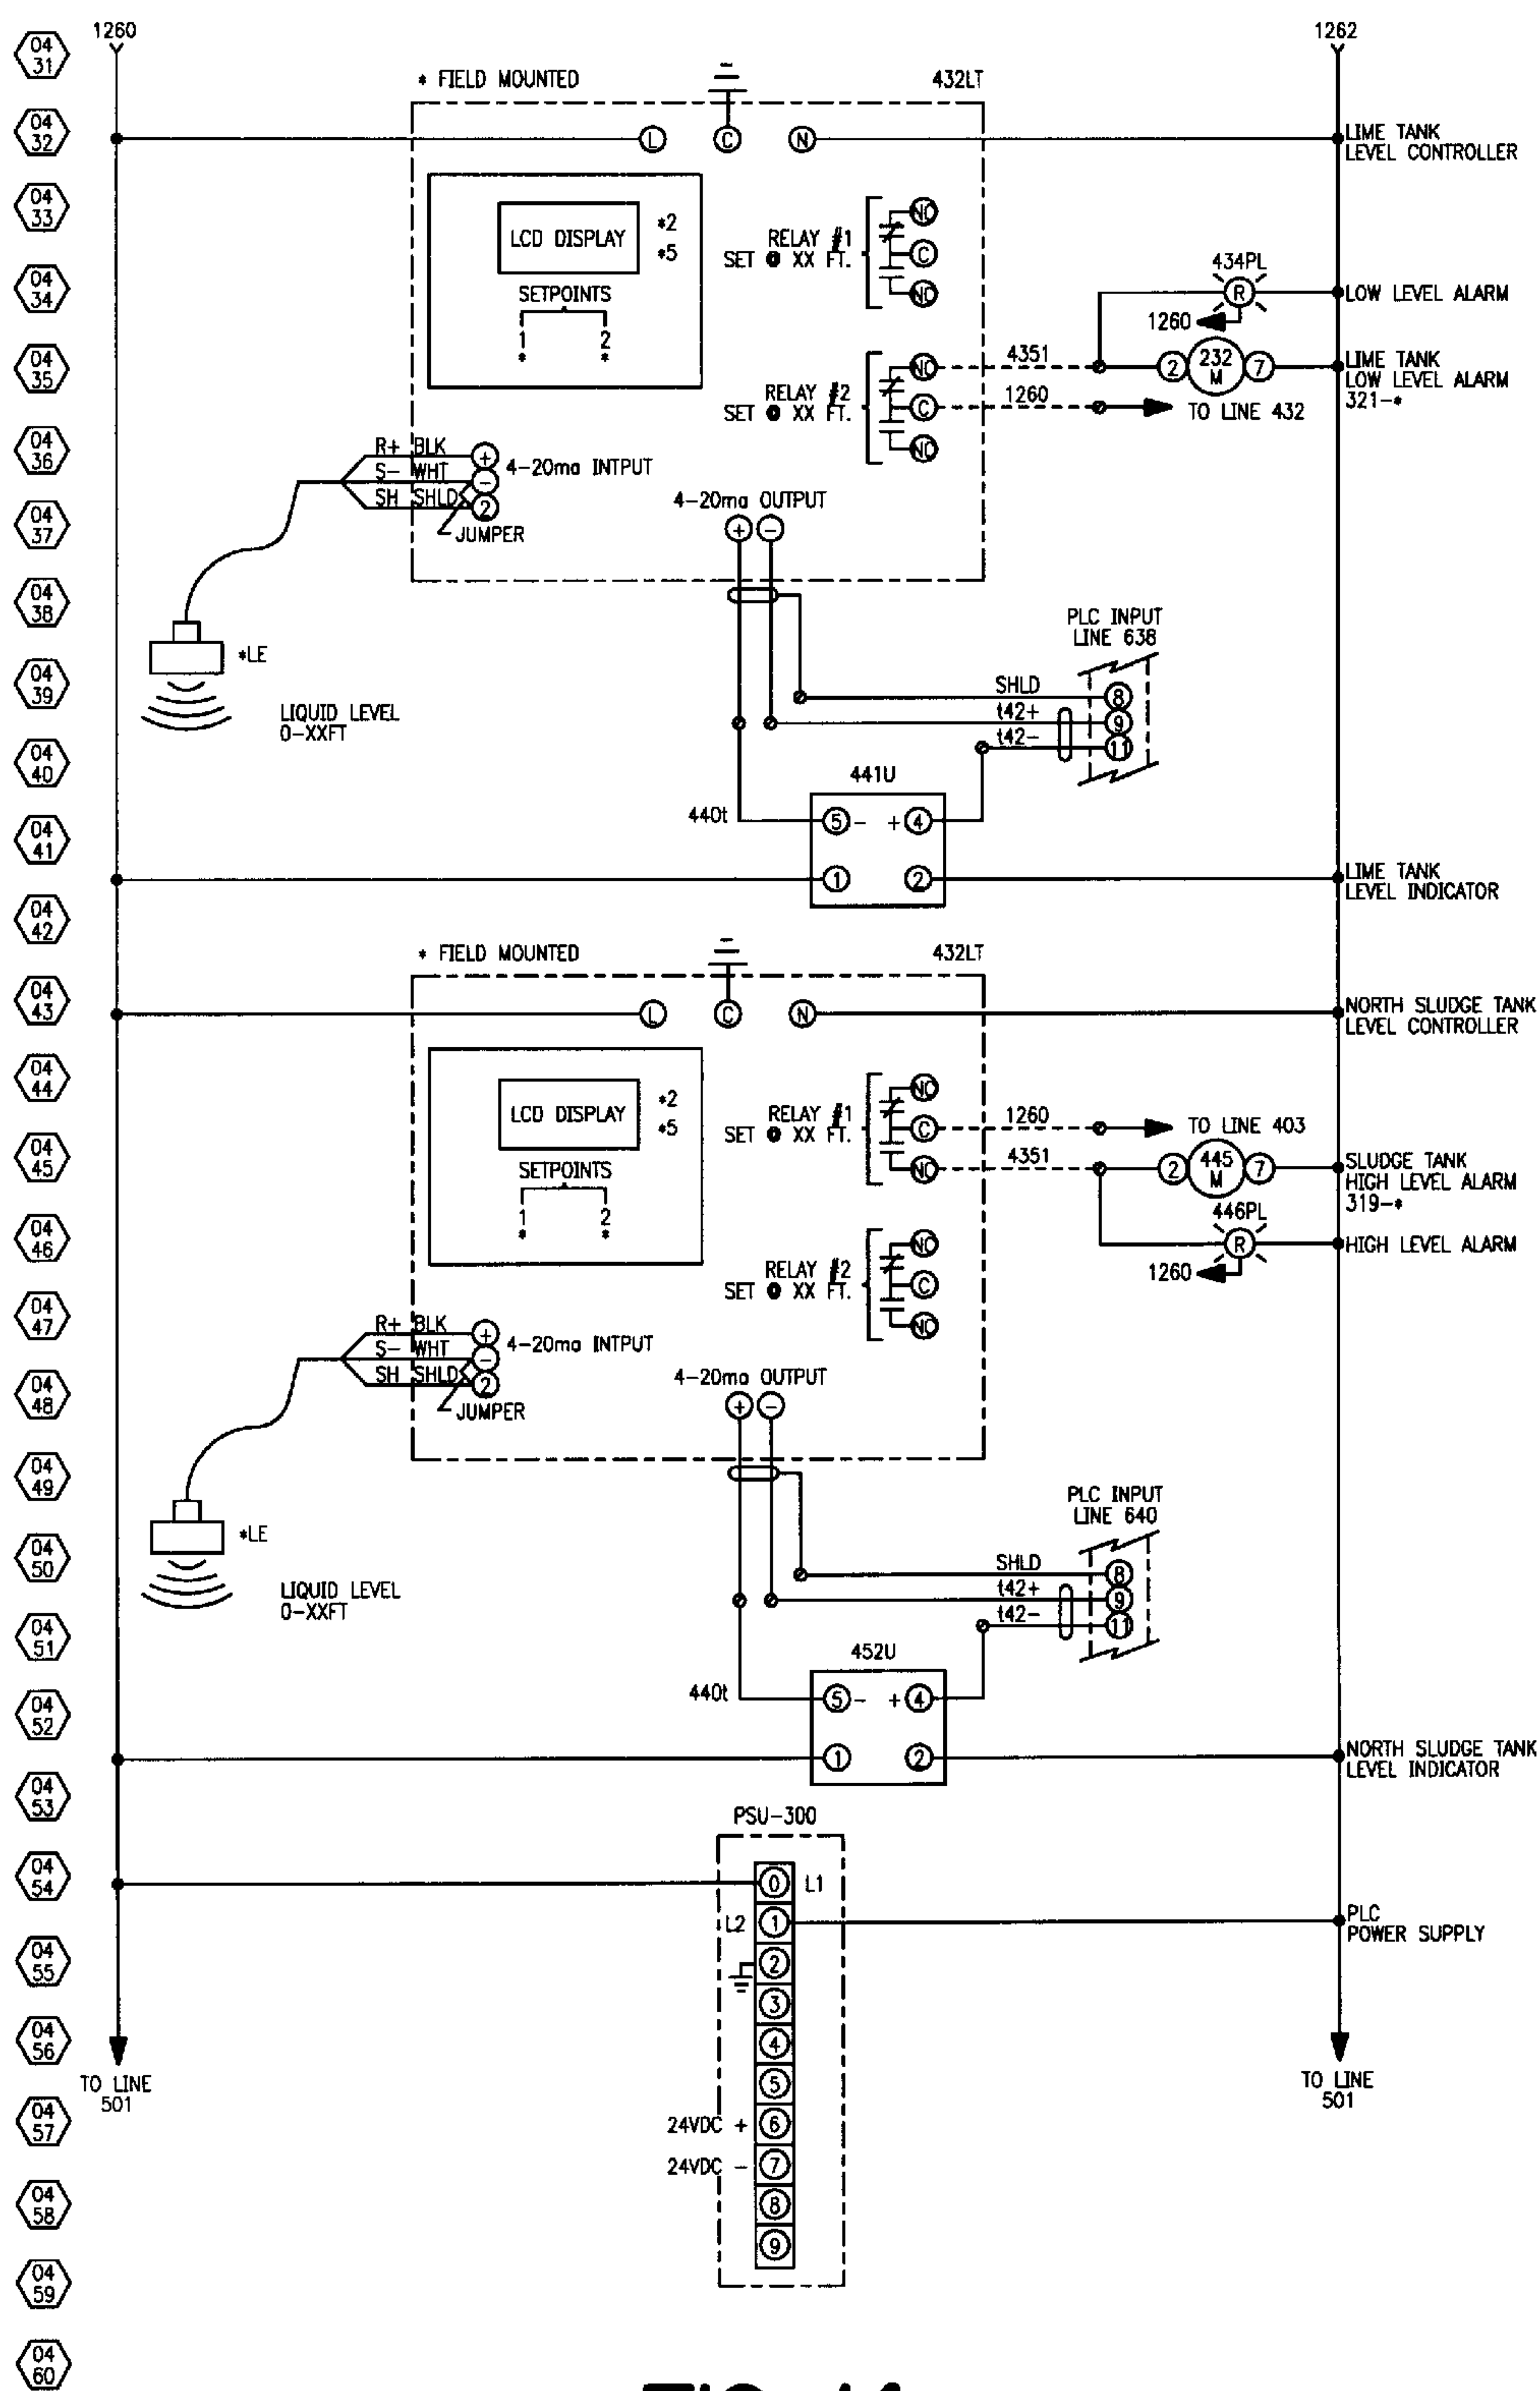 1260
1262
04
31
* FIELD MOUNTED
432LT
04
32
L
C
N
LIME TANK
LEVEL CONTROLLER
04
33
LCD DISPLAY
*2
*5
RELAY #1
SET @ XX FT.
NC
C
NO
434PL
04
34
SETPOINTS
1
2
*
*
R
LOW LEVEL ALARM
1260
04
35
RELAY #2
SET @ XX FT.
NC
C
NO
4351
1260
2
232
M
7
TO LINE 432
LIME TANK
LOW LEVEL ALARM
321-*
04
36
R+ BLK
S- WHT
SH SHLD
+
-
2
4-20ma INTPUT
JUMPER
04
37
4-20ma OUTPUT
+
-
04
38
PLC INPUT
LINE 638
*LE
04
39
LIQUID LEVEL
0-XXFT
SHLD
t42+
t42-
8
9
11
04
40
441U
440t
5 -
+ 4
04
41
1
2
LIME TANK
LEVEL INDICATOR
04
42
* FIELD MOUNTED
432LT
04
43
L
C
N
NORTH SLUDGE TANK
LEVEL CONTROLLER
04
44
LCD DISPLAY
*2
*5
RELAY #1
SET @ XX FT.
NC
C
NO
1260
4351
TO LINE 403
04
45
SETPOINTS
1
2
*
*
2
445
M
7
SLUDGE TANK
HIGH LEVEL ALARM
319-*
04
46
446PL
R
HIGH LEVEL ALARM
1260
RELAY #2
SET @ XX FT.
NC
C
NO
04
47
R+ BLK
S- WHT
SH SHLD
+
-
2
4-20ma INTPUT
JUMPER
04
48
4-20ma OUTPUT
+
-
04
49
PLC INPUT
LINE 640
*LE
04
50
LIQUID LEVEL
0-XXFT
SHLD
t42+
t42-
8
9
11
04
51
452U
440t
5 -
+ 4
04
52
1
2
NORTH SLUDGE TANK
LEVEL INDICATOR
04
53
PSU-300
04
54
0
L1
L2
1
PLC
POWER SUPPLY
04
55
2
3
04
56
4
TO LINE
501
5
TO LINE
501
04
57
24VDC +
6
24VDC -
7
04
58
8
9
04
59
04
60